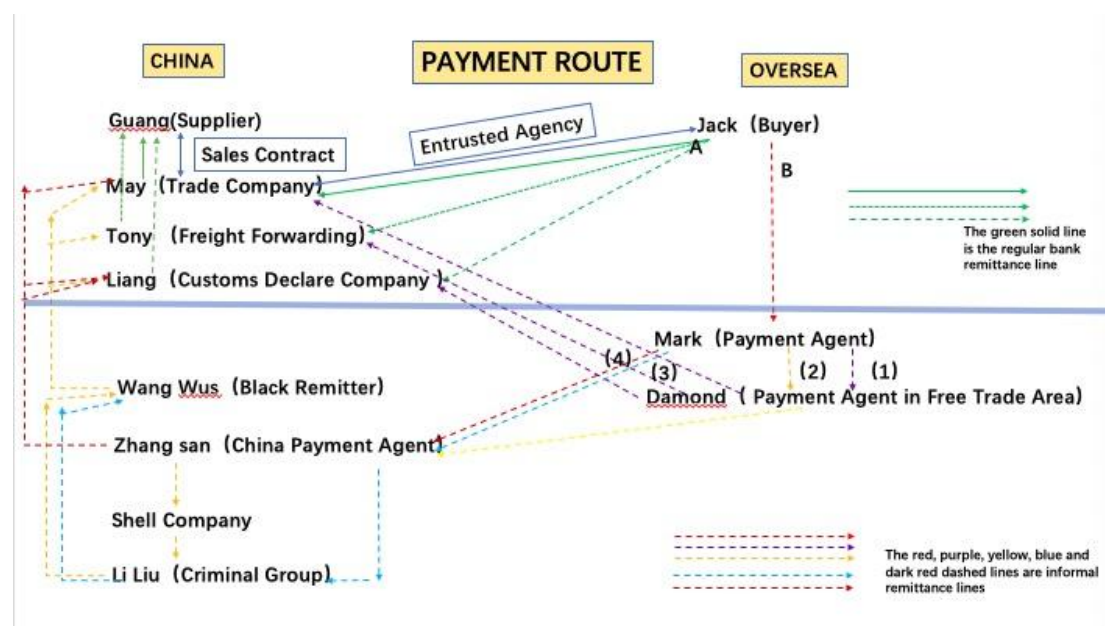 CHINA
PAYMENT ROUTE
OVERSEA
Guang(Supplier)
Jack（Buyer）
Entrusted Agency
A
Sales Contract
B
May（Trade Company)
Tony（Freight Forwarding)
The green solid line
is the regular bank
remittance line
Liang（Customs Declare Company )
Mark（Payment Agent）
(4)
(3)
(2)
(1)
Wang Wus（Black Remitter）
Damond（ Payment Agent in Free Trade Area）
Zhang san（China Payment Agent)
Shell Company
Li Liu（Criminal Group)
The red, purple, yellow, blue and
dark red dashed lines are informal
remittance lines